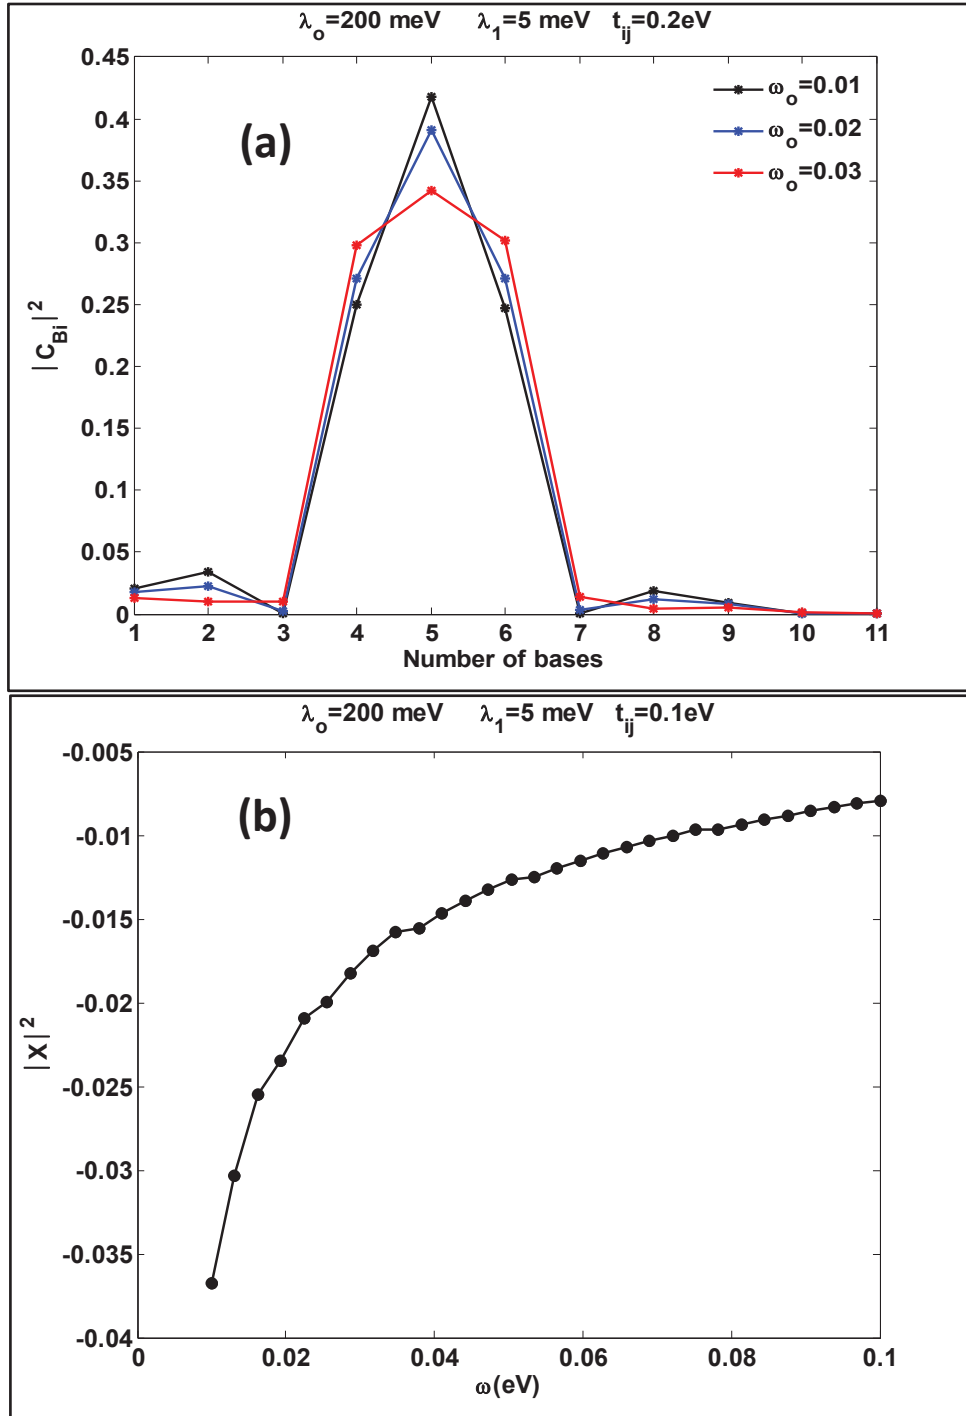 λo=200 meV λ1=5 meV tij=0.2eV
0.45
0.4
0.35
0.3
0.25
0.2
0.15
0.1
0.05
0
|CBi|2
(a)
ωo=0.01
ωo=0.02
ωo=0.03
1 2 3 4 5 6 7 8 9 10 11
Number of bases
λo=200 meV λ1=5 meV tij=0.1eV
-0.005
-0.01
-0.015
-0.02
-0.025
-0.03
-0.035
-0.04
|X|2
(b)
0 0.02 0.04 0.06 0.08 0.1
ω(eV)